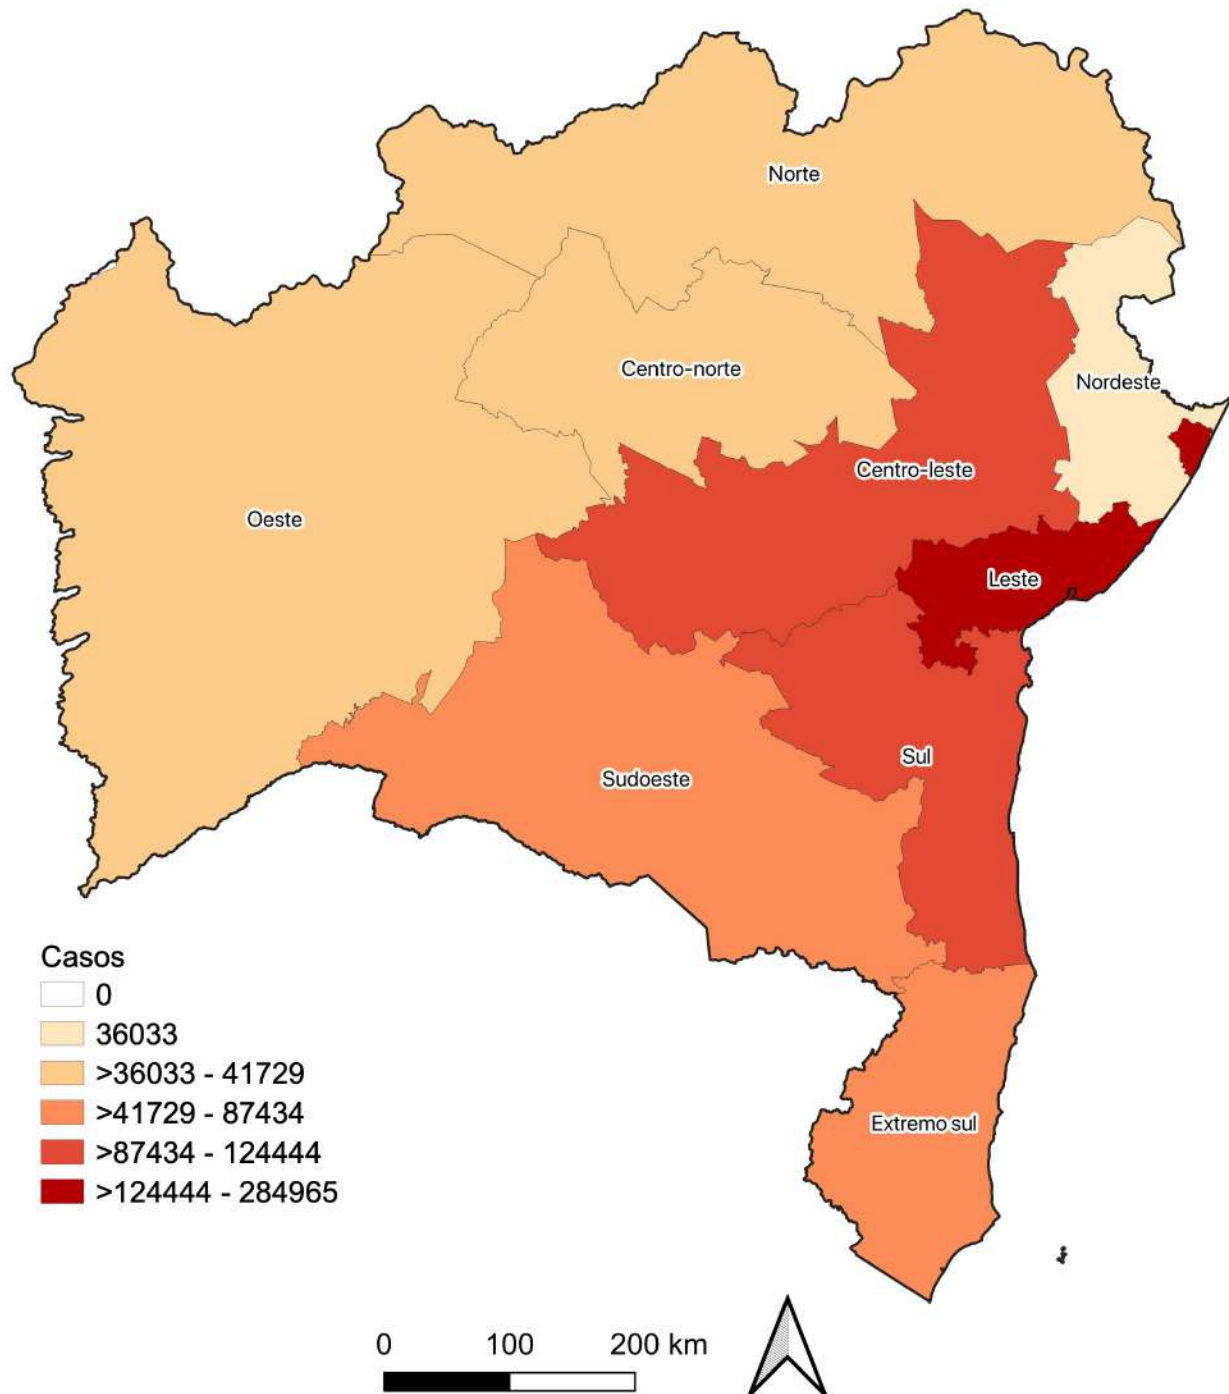 Norte
Centro-norte
Nordeste
Centro-leste
Oeste
Leste
Sul
Sudoeste
Extremo sul
Casos
0
36033
>36033 - 41729
>41729 - 87434
>87434 - 124444
>124444 - 284965
0 100 200 km